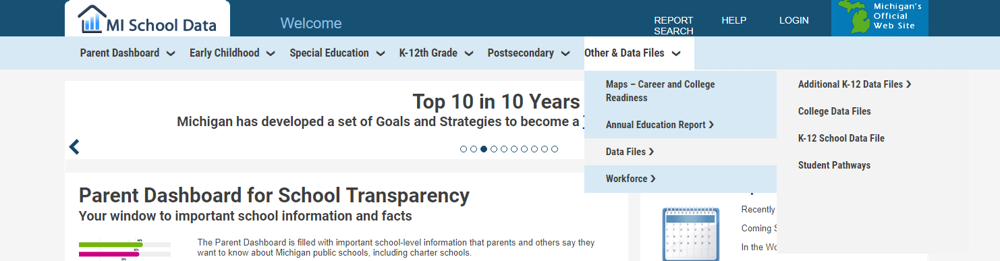 MI School Data
Welcome
REPORT
SEARCH
HELP
LOGIN
Michigan's
Official
Web Site
Parent Dashboard
Early Childhood
Special Education
K-12th Grade
Postsecondary
Other & Data Files
Maps – Career and College
Readiness
Annual Education Report
Data Files
Workforce
Additional K-12 Data Files
College Data Files
K-12 School Data File
Student Pathways
Top 10 in 10 Years
Michigan has developed a set of Goals and Strategies to become a
Parent Dashboard for School Transparency
Your window to important school information and facts
The Parent Dashboard is filled with important school-level information that parents and others say they
want to know about Michigan public schools, including charter schools.
Recently
Coming
In the